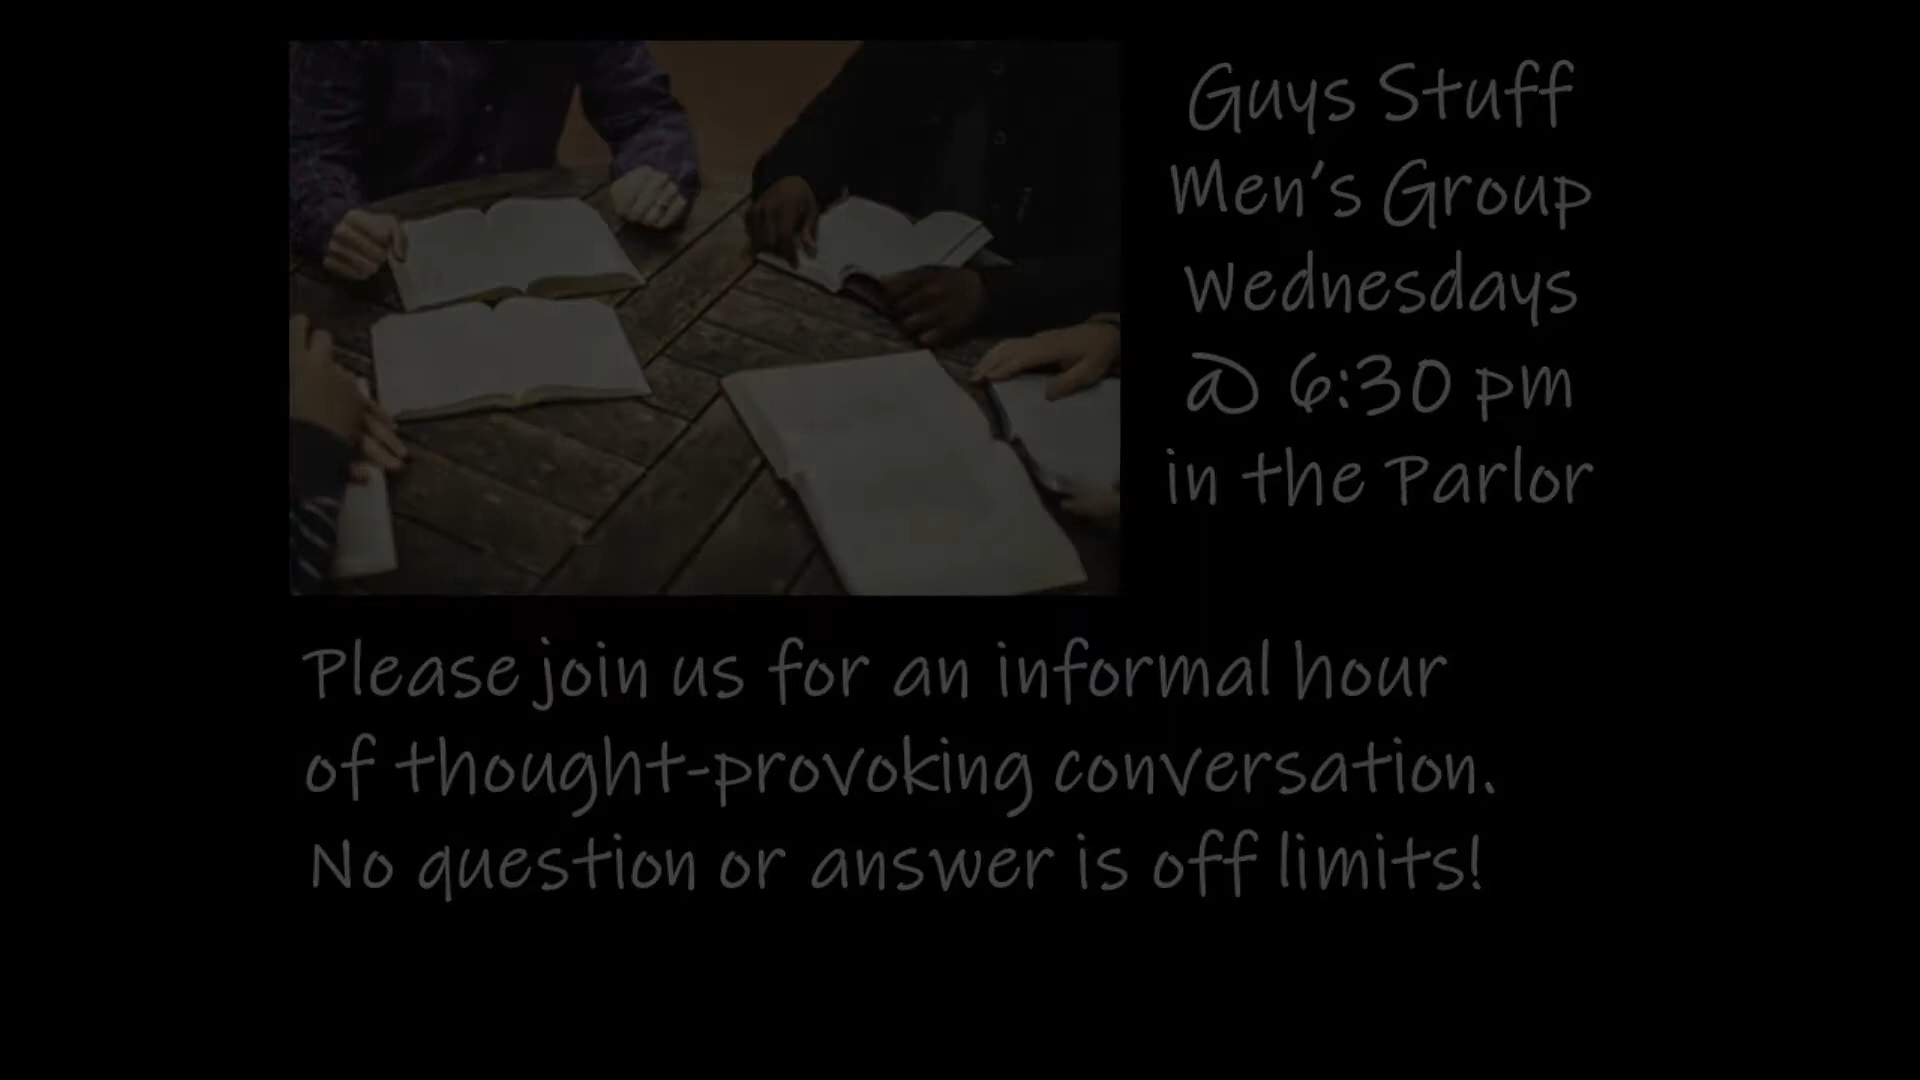 Guys Stuff
Men's Group
Wednesdays
@ 6:30 pm
in the Parlor
Please join us for an informal hour
of thought-provoking conversation.
No question or answer is off limits!